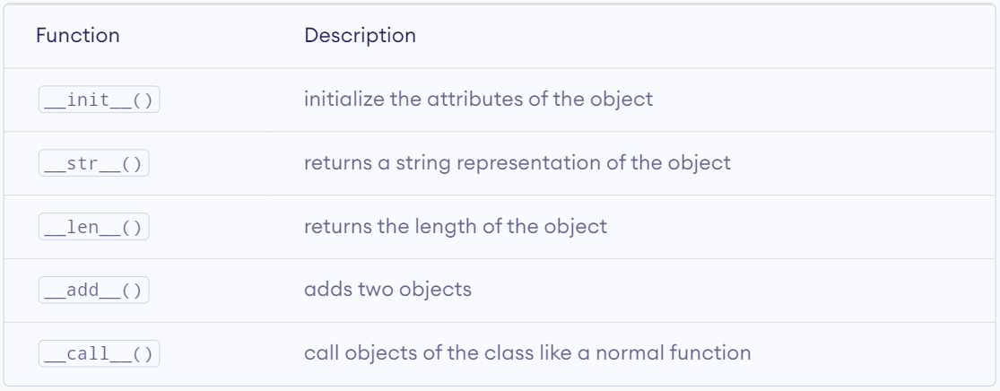 Function Description
__init__() initialize the attributes of the object
__str__() returns a string representation of the object
__len__() returns the length of the object
__add__() adds two objects
__call__() call objects of the class like a normal function